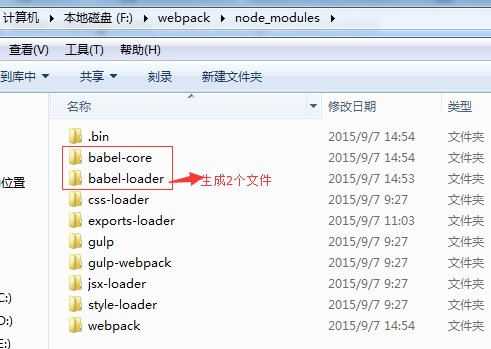 计算机 ▸ 本地磁盘 (F:) ▸ webpack ▸ node_modules ▸
查看(V) 工具(T) 帮助(H)
到库中 共享 刻录 新建文件夹
名称 修改日期 类型
.bin 2015/9/7 14:54 文件夹
babel-core 2015/9/7 14:54 文件夹
babel-loader 生成2个文件 2015/9/7 14:53 文件夹
的位置
css-loader 2015/9/7 9:27 文件夹
exports-loader 2015/9/7 11:03 文件夹
gulp 2015/9/7 9:27 文件夹
gulp-webpack 2015/9/7 9:27 文件夹
jsx-loader 2015/9/7 9:27 文件夹
C:)
style-loader 2015/9/7 9:27 文件夹
D:)
webpack 2015/9/7 14:54 文件夹
E:)